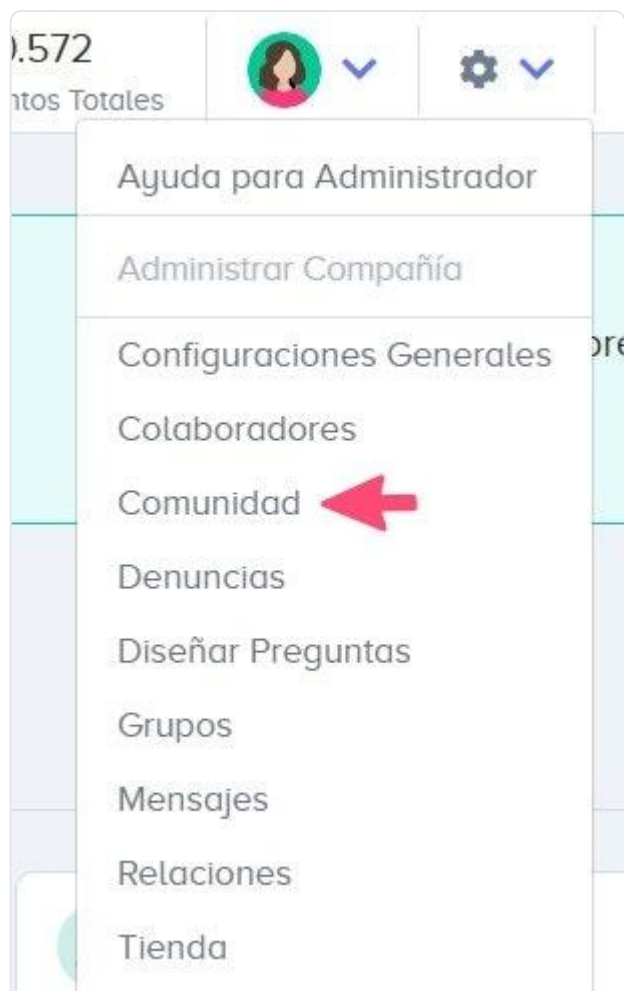 .572
ntos Totales
Ayuda para Administrador
Administrar Compañía
Configuraciones Generales
bre
Colaboradores
Comunidad
Denuncias
Diseñar Preguntas
Grupos
Mensajes
Relaciones
Tienda